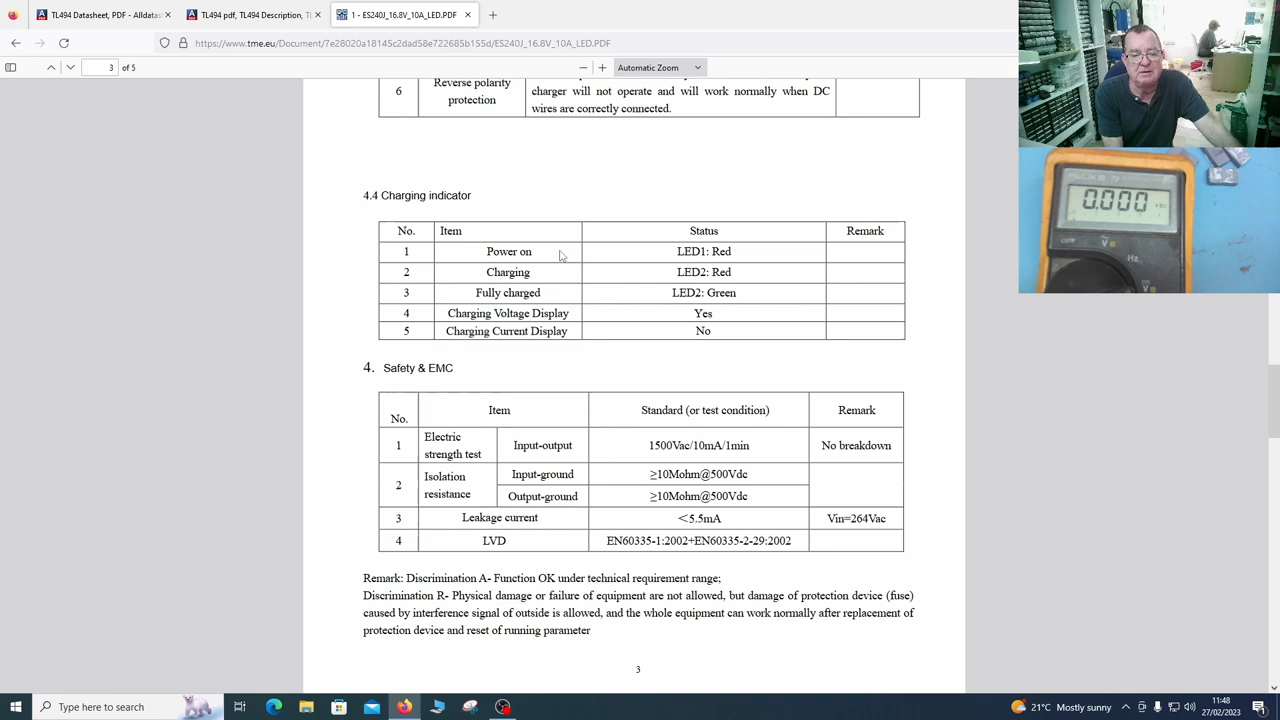 TL494 Datasheet, PDF - Alldatas
TL494 pdf, TL494 Description, T
1 - ES240J_16.8V_10A_LED.PDF
https://www.tme.eu/Document/
a18145c2dad58e722685b155d/ES240J_16.8V_10A_LED.PDF
3 of 5
Automatic Zoom
6 Reverse polarity protection
charger will not operate and will work normally when DC
wires are correctly connected.
4.4 Charging indicator
No. Item Status Remark
1 Power on LED1: Red
2 Charging LED2: Red
3 Fully charged LED2: Green
4 Charging Voltage Display Yes
5 Charging Current Display No
4. Safety & EMC
No. Item Standard (or test condition) Remark
1 Electric strength test Input-output 1500Vac/10mA/1min No breakdown
2 Isolation resistance Input-ground ≥10Mohm@500Vdc
Output-ground ≥10Mohm@500Vdc
3 Leakage current <5.5mA Vin=264Vac
4 LVD EN60335-1:2002+EN60335-2-29:2002
Remark: Discrimination A- Function OK under technical requirement range;
Discrimination R- Physical damage or failure of equipment are not allowed, but damage of protection device (fuse)
caused by interference signal of outside is allowed, and the whole equipment can work normally after replacement of
protection device and reset of running parameter
3
FLUKE
0.000
OFF
V
Hz
Type here to search
21°C Mostly sunny
11:48
27/02/2023